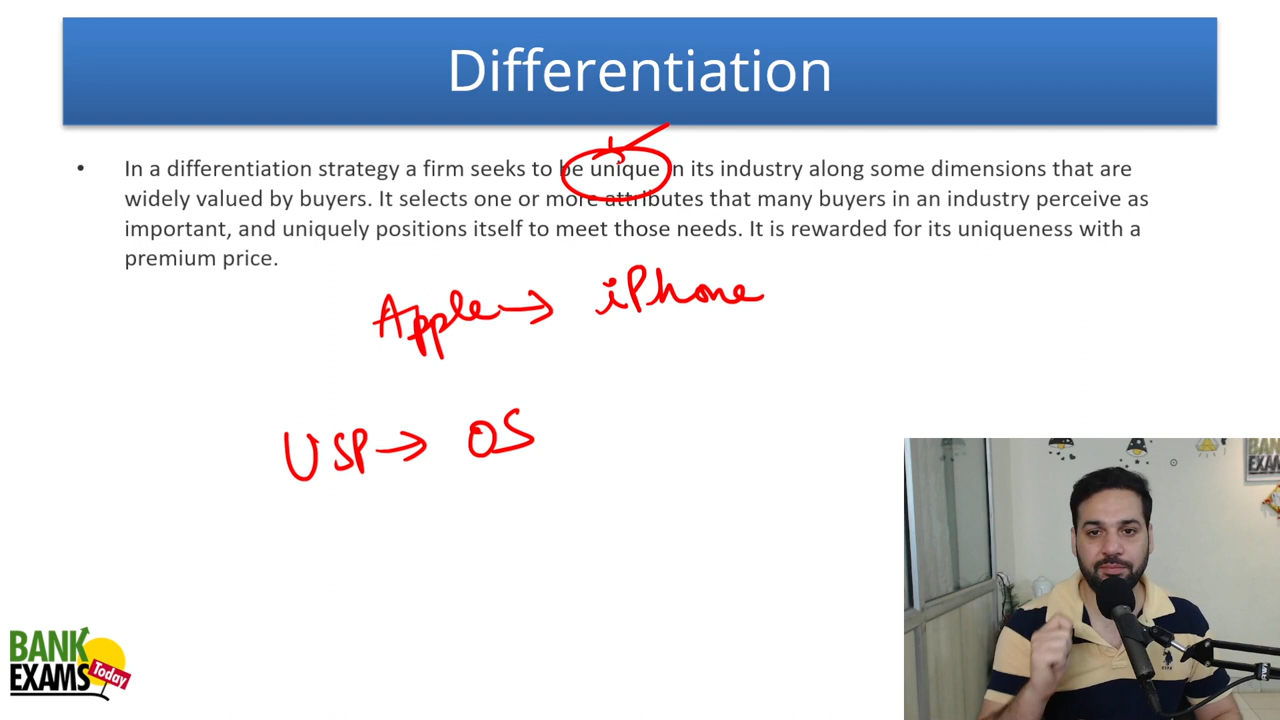 Differentiation
• In a differentiation strategy a firm seeks to be unique in its industry along some dimensions that are
widely valued by buyers. It selects one or more attributes that many buyers in an industry perceive as
important, and uniquely positions itself to meet those needs. It is rewarded for its uniqueness with a
premium price.
Apple → iPhone
USP → OS
BANK
EXAMS
Today
BANK
EXAMS